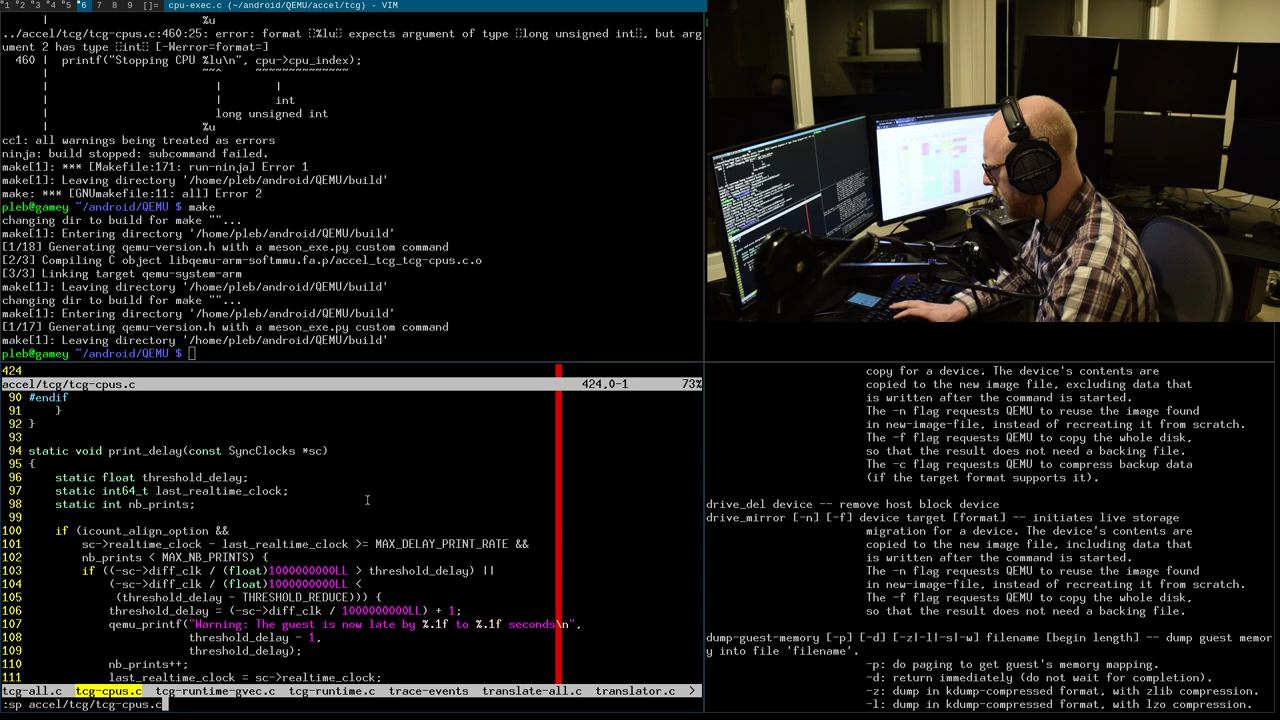 1 2 3 4 5 6 7 8 9 []= cpu-exec.c (~/android/QEMU/accel/tcg) - VIM
| %u
../accel/tcg/tcg-cpus.c:460:25: error: format %lu expects argument of type long unsigned int, but arg
ument 2 has type int [-Werror=format=]
460 | printf("Stopping CPU %lu\n", cpu->cpu_index);
| ~~^ ~~~~~~~~~~~~~~
| | |
| | int
| long unsigned int
| %u
cc1: all warnings being treated as errors
ninja: build stopped: subcommand failed.
make[1]: *** [Makefile:171: run-ninja] Error 1
make[1]: Leaving directory '/home/pleb/android/QEMU/build'
make: *** [GNUmakefile:11: all] Error 2
pleb@gamey ~/android/QEMU $ make
changing dir to build for make ""...
make[1]: Entering directory '/home/pleb/android/QEMU/build'
[1/18] Generating qemu-version.h with a meson_exe.py custom command
[2/3] Compiling C object libqemu-arm-softmmu.fa.p/accel_tcg_tcg-cpus.c.o
[3/3] Linking target qemu-system-arm
make[1]: Leaving directory '/home/pleb/android/QEMU/build'
changing dir to build for make ""...
make[1]: Entering directory '/home/pleb/android/QEMU/build'
[1/17] Generating qemu-version.h with a meson_exe.py custom command
make[1]: Leaving directory '/home/pleb/android/QEMU/build'
pleb@gamey ~/android/QEMU $
424
accel/tcg/tcg-cpus.c 424,0-1 73%
90 #endif
91 }
92 }
93
94 static void print_delay(const SyncClocks *sc)
95 {
96 static float threshold_delay;
97 static int64_t last_realtime_clock;
98 static int nb_prints;
99
100 if (icount_align_option &&
101 sc->realtime_clock - last_realtime_clock >= MAX_DELAY_PRINT_RATE &&
102 nb_prints < MAX_NB_PRINTS) {
103 if ((-sc->diff_clk / (float)1000000000LL > threshold_delay) ||
104 (-sc->diff_clk / (float)1000000000LL <
105 (threshold_delay - THRESHOLD_REDUCE))) {
106 threshold_delay = (-sc->diff_clk / 1000000000LL) + 1;
107 qemu_printf("Warning: The guest is now late by %.1f to %.1f seconds\n",
108 threshold_delay - 1,
109 threshold_delay);
110 nb_prints++;
111 last_realtime_clock = sc->realtime_clock;
tcg-all.c tcg-cpus.c tcg-runtime-gvec.c tcg-runtime.c trace-events translate-all.c translator.c >
:sp accel/tcg/tcg-cpus.c
copy for a device. The device's contents are
copied to the new image file, excluding data that
is written after the command is started.
The -n flag requests QEMU to reuse the image found
in new-image-file, instead of recreating it from scratch.
The -f flag requests QEMU to copy the whole disk,
so that the result does not need a backing file.
The -c flag requests QEMU to compress backup data
(if the target format supports it).
drive_del device -- remove host block device
drive_mirror [-n] [-f] device target [format] -- initiates live storage
migration for a device. The device's contents are
copied to the new image file, including data that
is written after the command is started.
The -n flag requests QEMU to reuse the image found
in new-image-file, instead of recreating it from scratch.
The -f flag requests QEMU to copy the whole disk,
so that the result does not need a backing file.
dump-guest-memory [-p] [-d] [-z|-l|-s|-w] filename [begin length] -- dump guest memor
y into file 'filename'.
-p: do paging to get guest's memory mapping.
-d: return immediately (do not wait for completion).
-z: dump in kdump-compressed format, with zlib compression.
-l: dump in kdump-compressed format, with lzo compression.